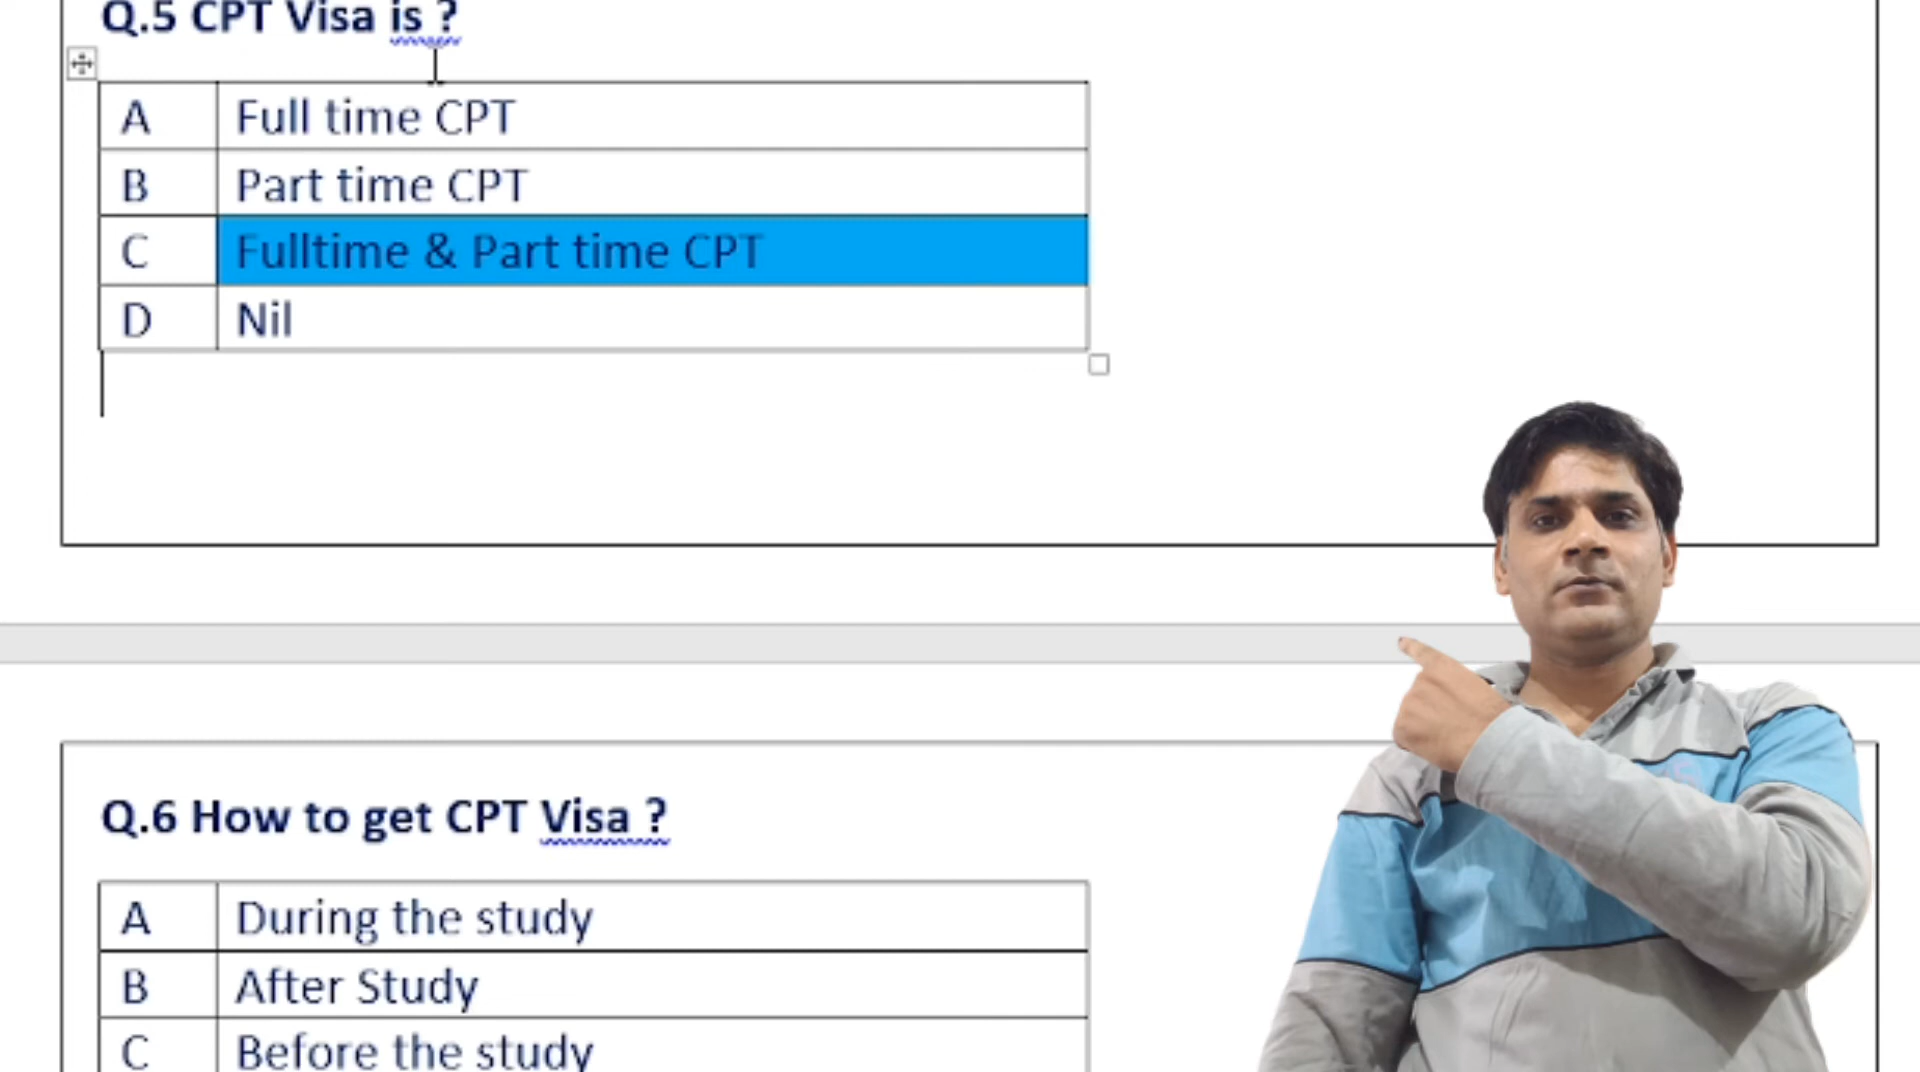 Q.5 CPT Visa is ?
A Full time CPT
B Part time CPT
C Fulltime & Part time CPT
D Nil
Q.6 How to get CPT Visa ?
A During the study
B After Study
C Before the study